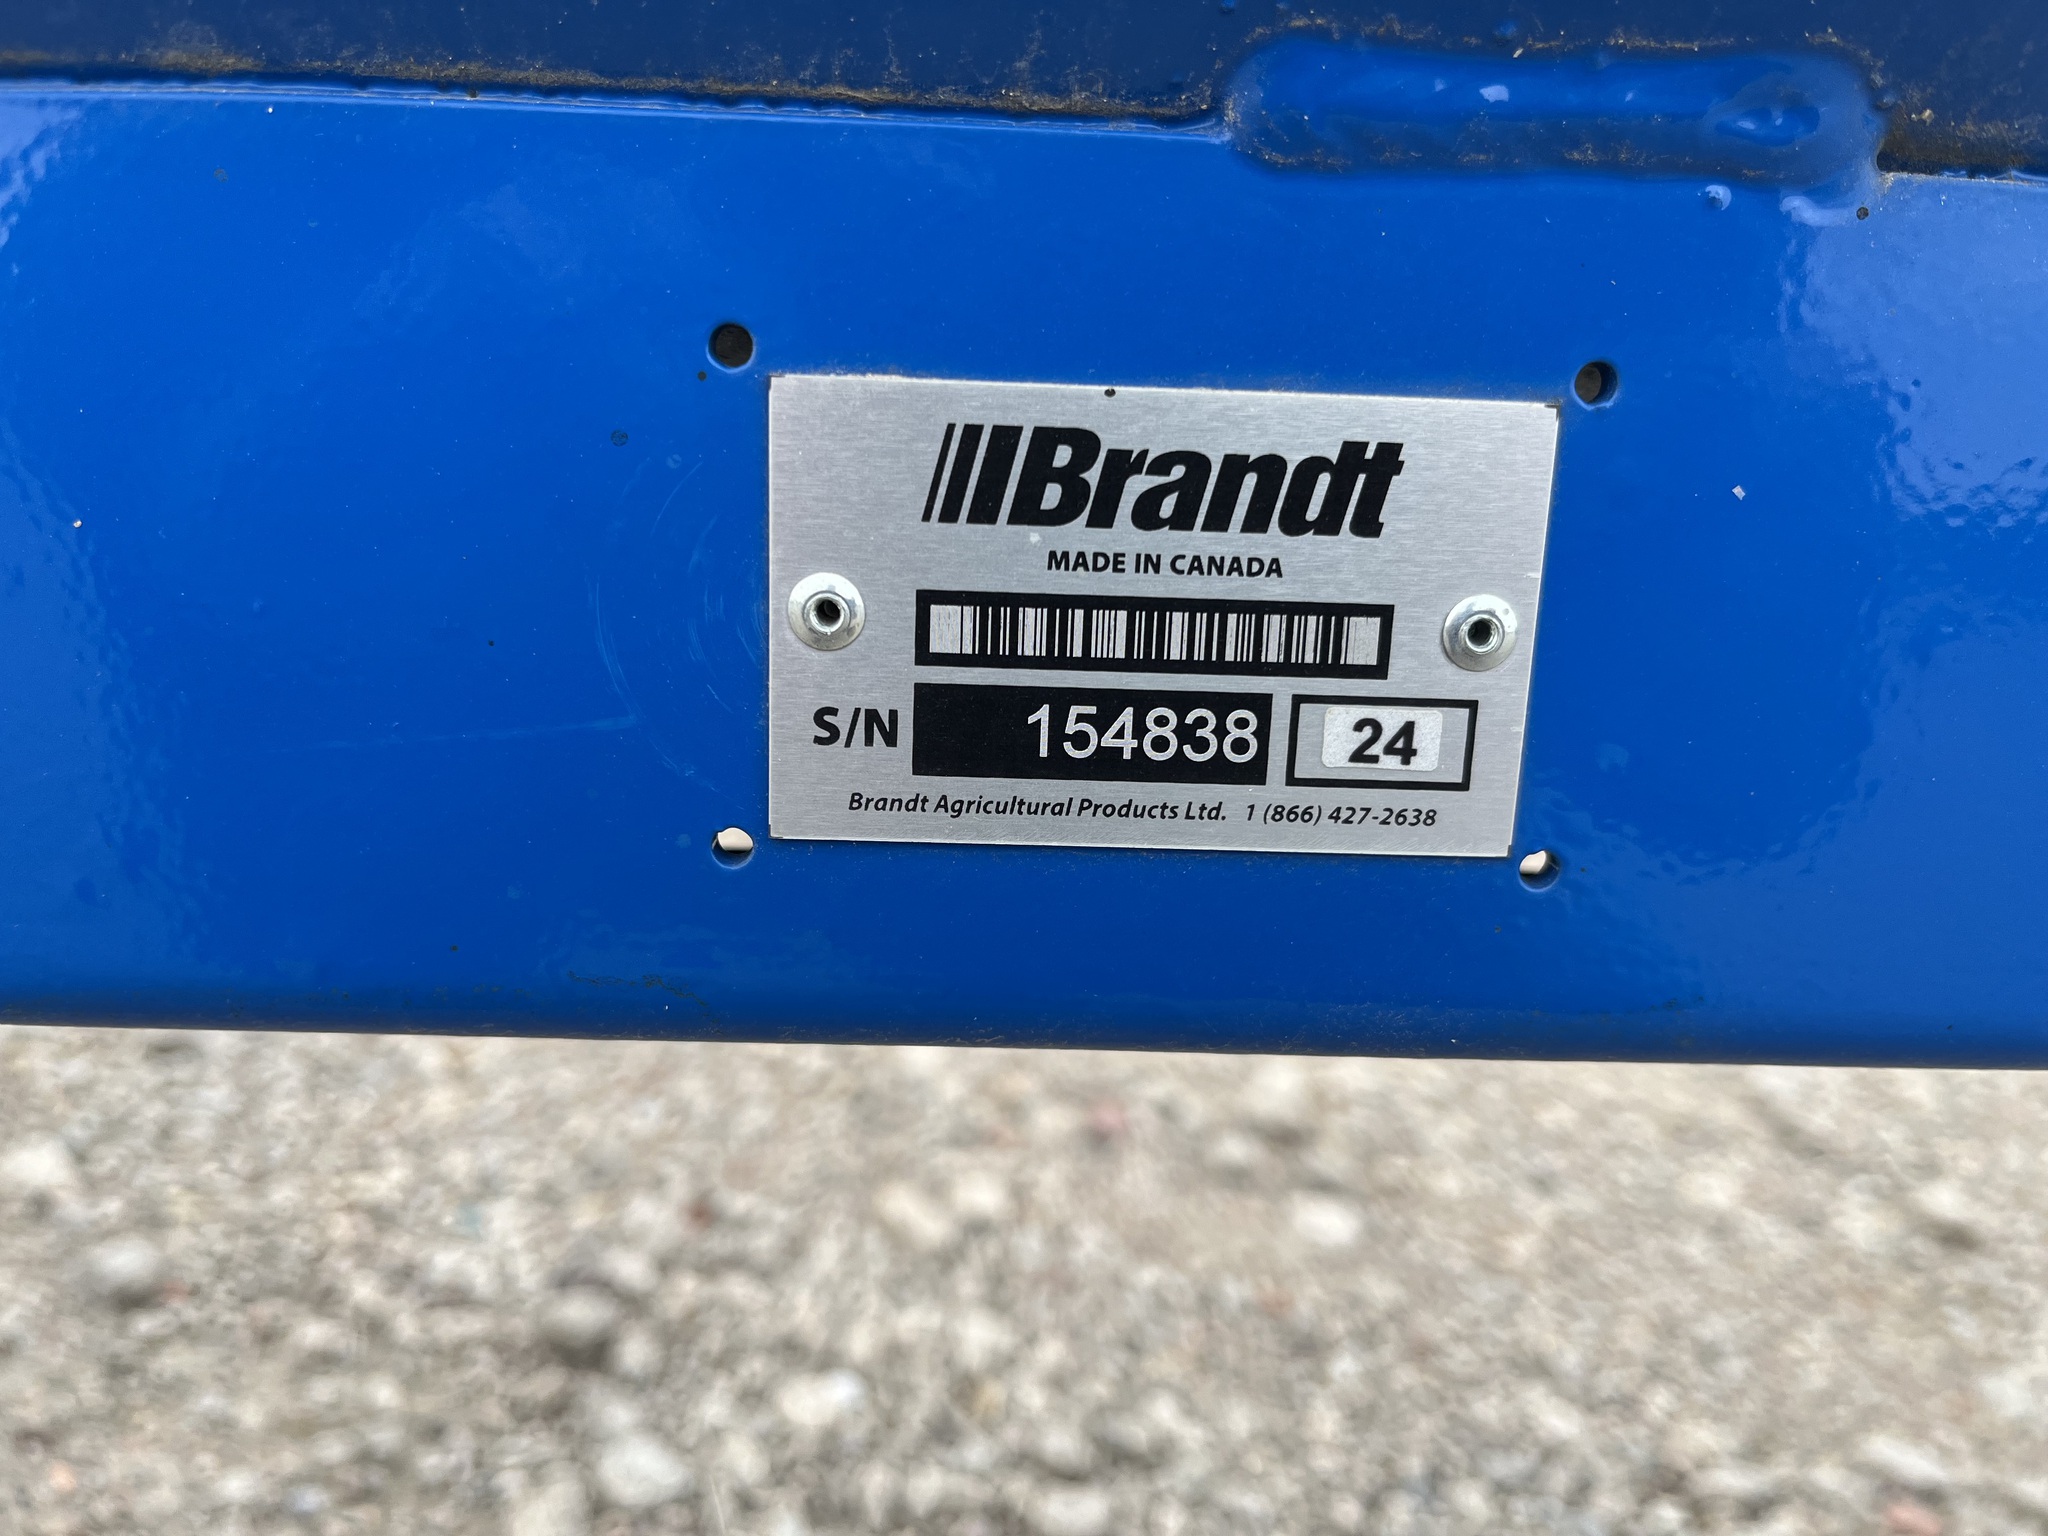 Brandt
MADE IN CANADA
S/N 154838 24
Brandt Agricultural Products Ltd. 1 (866) 427-2638